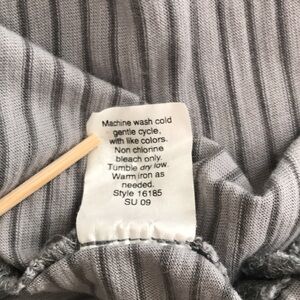 Machine wash cold
gentle cycle,
with like colors.
Non chlorine
bleach only.
Tumble dry low.
Warm iron as
needed.
Style 16185
SU 09